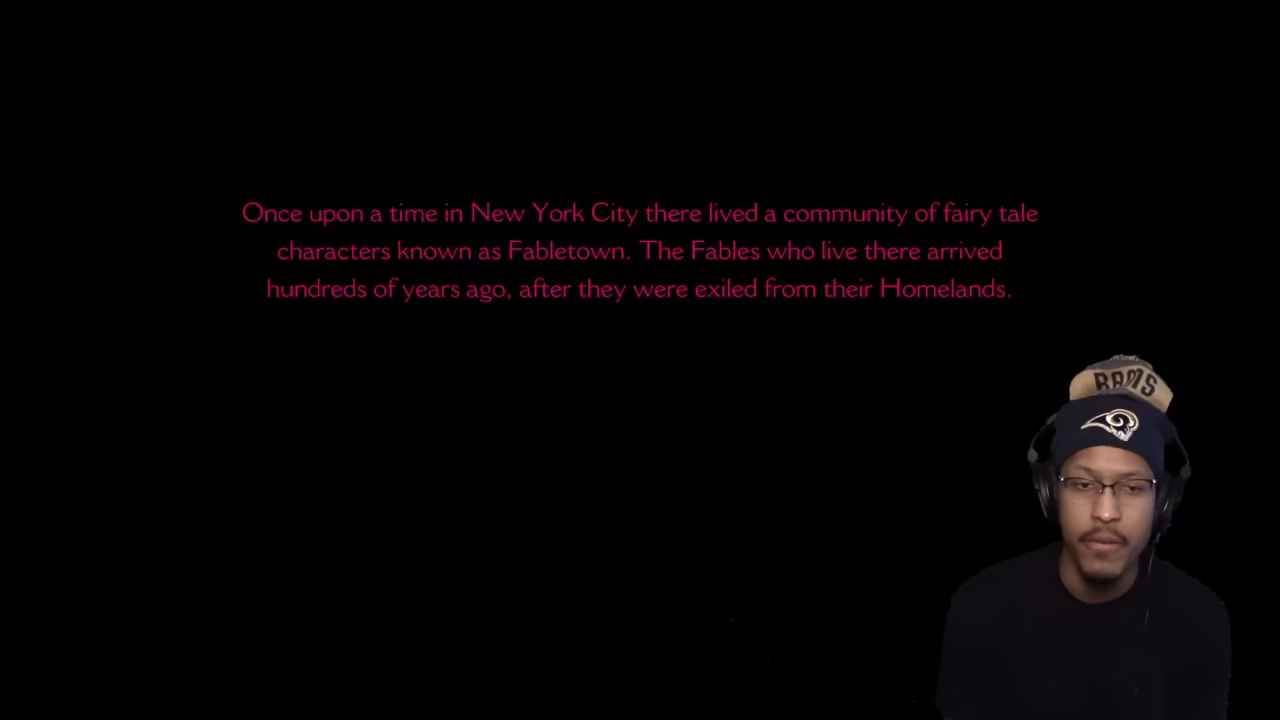 Once upon a time in New York City there lived a community of fairy tale
characters known as Fabletown. The Fables who live there arrived
hundreds of years ago, after they were exiled from their Homelands.
RAMS